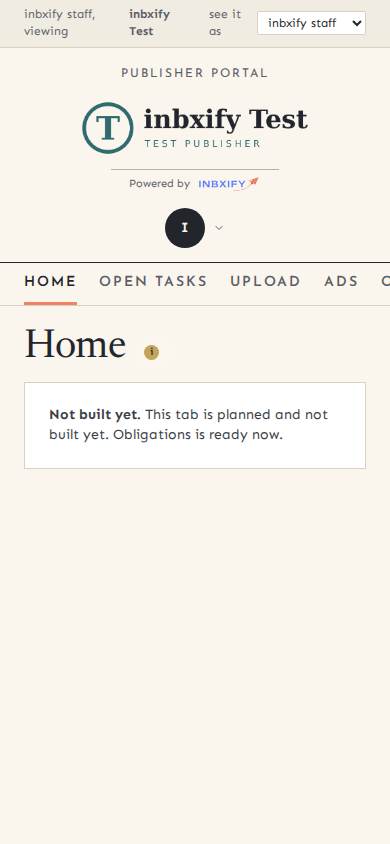 inbxify staff, viewing
inbxify Test
see it as
inbxify staff
PUBLISHER PORTAL
T
inbxify Test
TEST PUBLISHER
Powered by INBXIFY
I
HOME OPEN TASKS UPLOAD ADS
Home i
Not built yet. This tab is planned and not
built yet. Obligations is ready now.